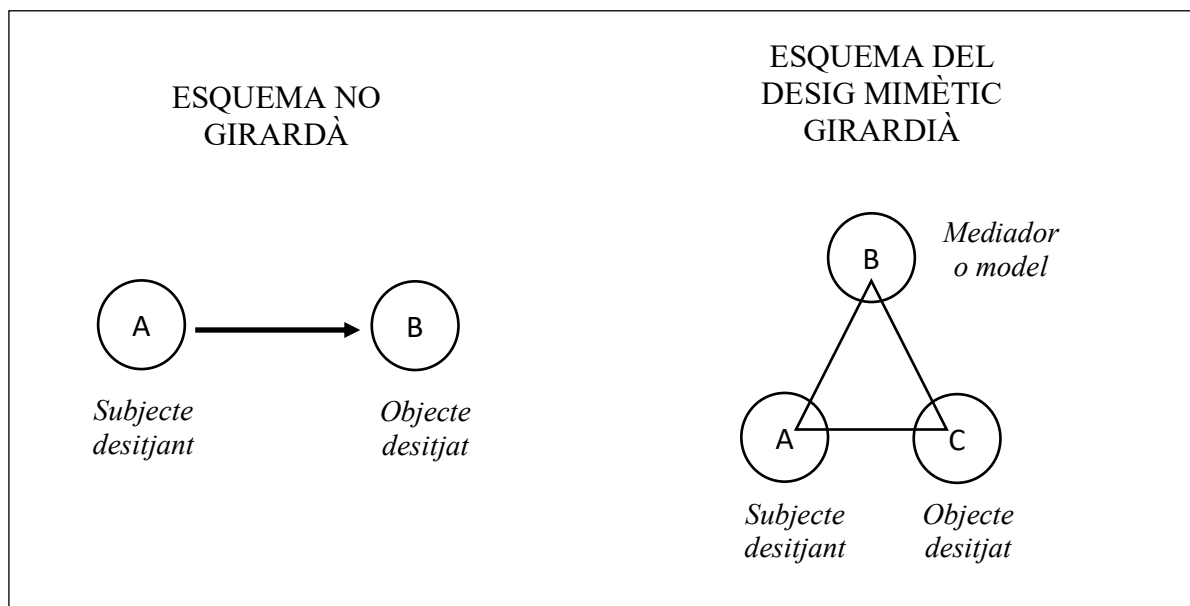 ESQUEMA NO
GIRARDÀ
A
B
Subjecte
desitjant
Objecte
desitjat
ESQUEMA DEL
DESIG MIMÈTIC
GIRARDIÀ
B
Mediador
o model
A
C
Subjecte
desitjant
Objecte
desitjat